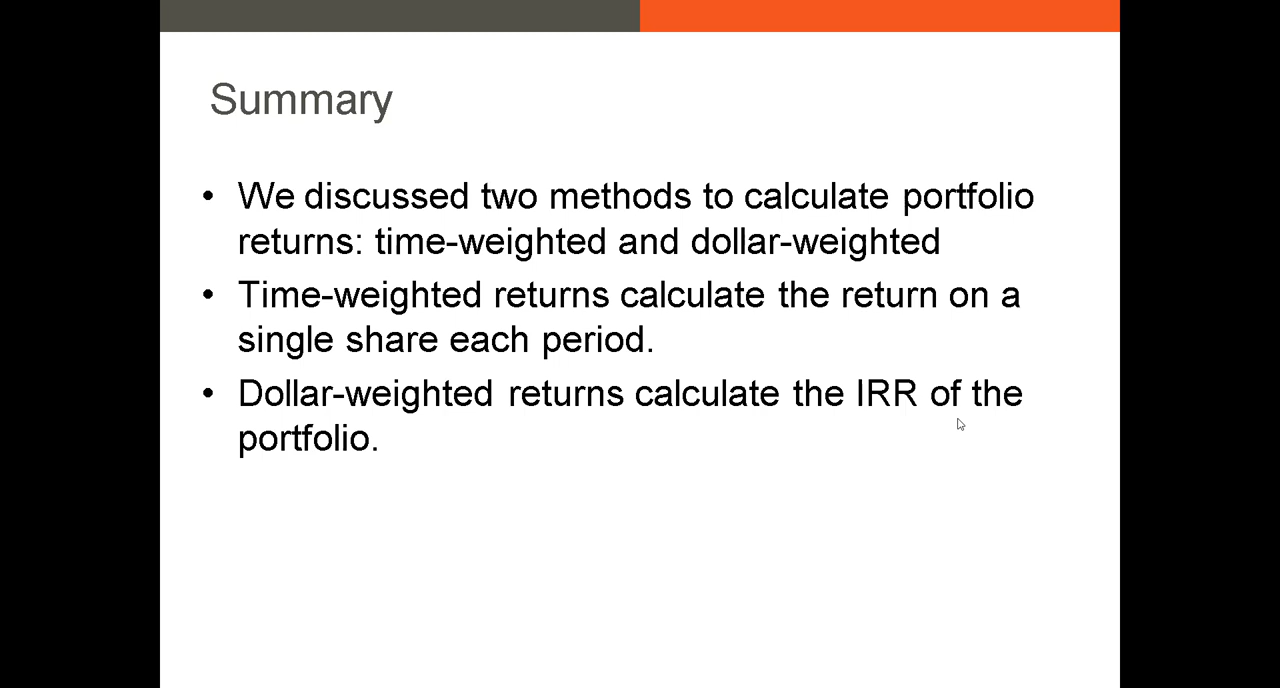 Summary
• We discussed two methods to calculate portfolio
returns: time-weighted and dollar-weighted
• Time-weighted returns calculate the return on a
single share each period.
• Dollar-weighted returns calculate the IRR of the
portfolio.